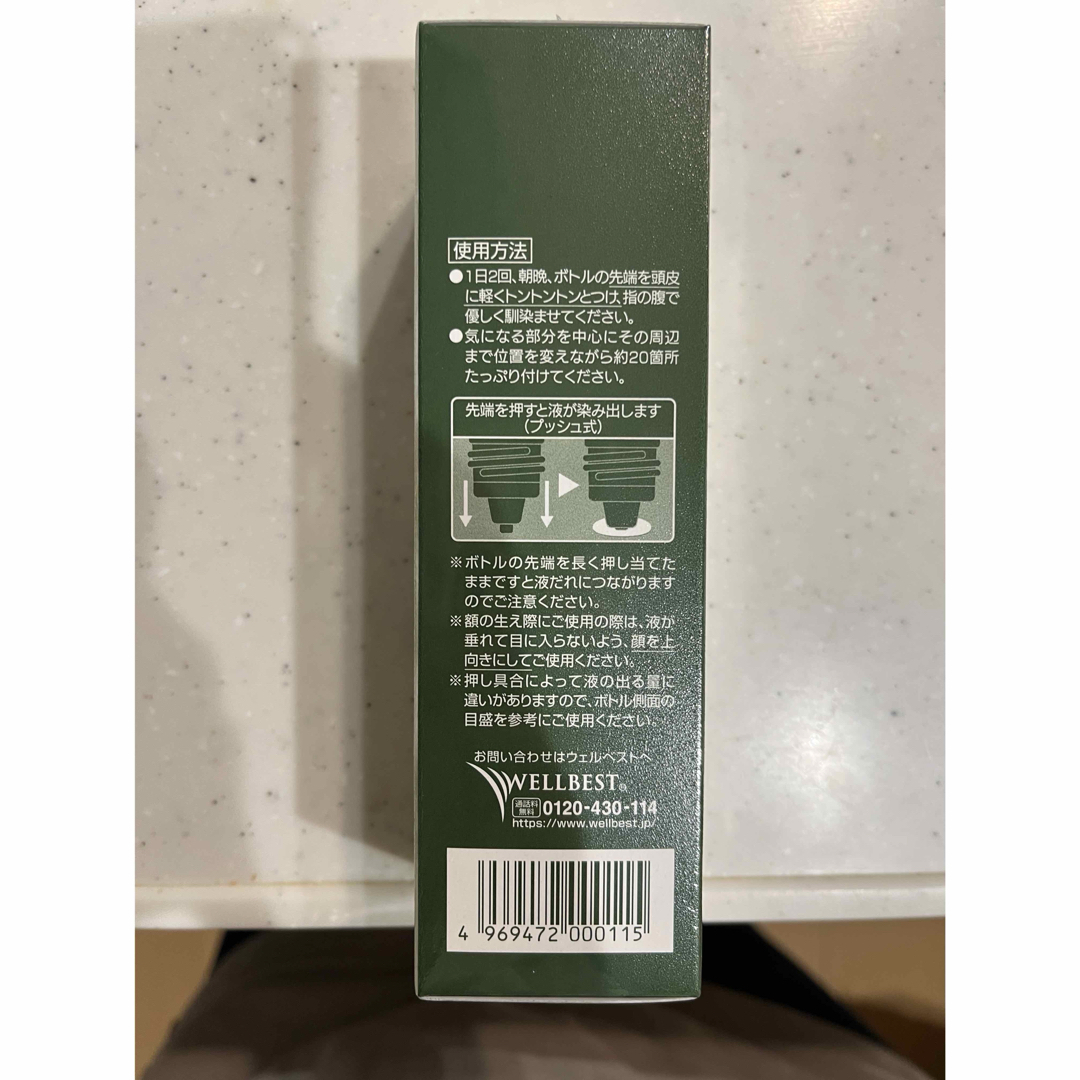 使用方法
●1日2回、朝晩、ボトルの先端を頭皮
に軽くトントントンとつけ、指の腹で
優しく馴染ませてください。
●気になる部分を中心にその周辺
まで位置を変えながら約20箇所
たっぷり付けてください。
先端を押すと液が染み出します
(プッシュ式)
※ボトルの先端を長く押し当てた
ままですと液だれにつながります
のでご注意ください。
※額の生え際にご使用の際は、液が
垂れて目に入らないよう、顔を上
向きにしてご使用ください。
※押し具合によって液の出る量に
違いがありますので、ボトル側面の
目盛を参考にご使用ください。
お問い合わせはウェルベストへ
WELLBEST®
通話料無料 0120-430-114
https://www.wellbest.jp/
4 969472 000115